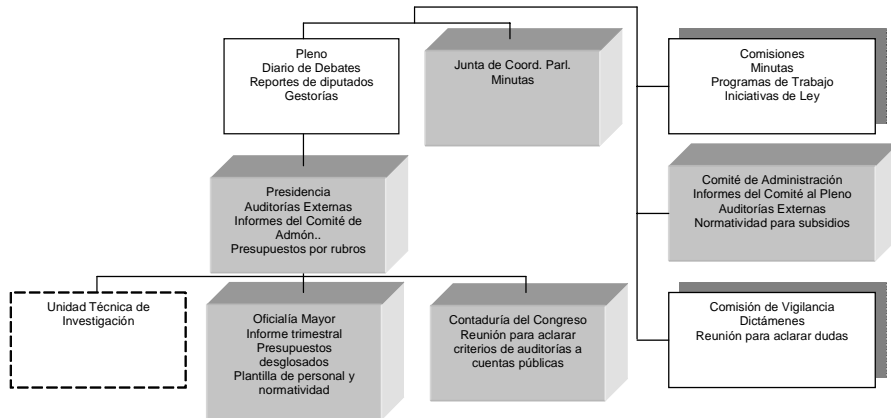 Pleno
Diario de Debates
Reportes de diputados
Gestorías
Junta de Coord. Parl.
Minutas
Comisiones
Minutas
Programas de Trabajo
Iniciativas de Ley
Presidencia
Auditorías Externas
Informes del Comité de
Admón..
Presupuestos por rubros
Comité de Administración
Informes del Comité al Pleno
Auditorías Externas
Normatividad para subsidios
Unidad Técnica de
Investigación
Oficialía Mayor
Informe trimestral
Presupuestos
desglosados
Plantilla de personal y
normatividad
Contaduría del Congreso
Reunión para aclarar
criterios de auditorías a
cuentas públicas
Comisión de Vigilancia
Dictámenes
Reunión para aclarar dudas